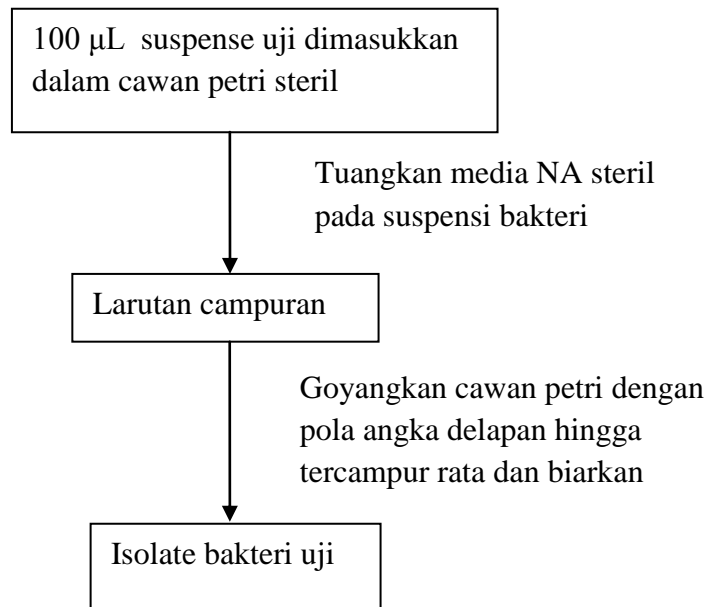 100 μL  suspense uji dimasukkan
dalam cawan petri steril
Tuangkan media NA steril
pada suspensi bakteri
Larutan campuran
Goyangkan cawan petri dengan
pola angka delapan hingga
tercampur rata dan biarkan
Isolate bakteri uji